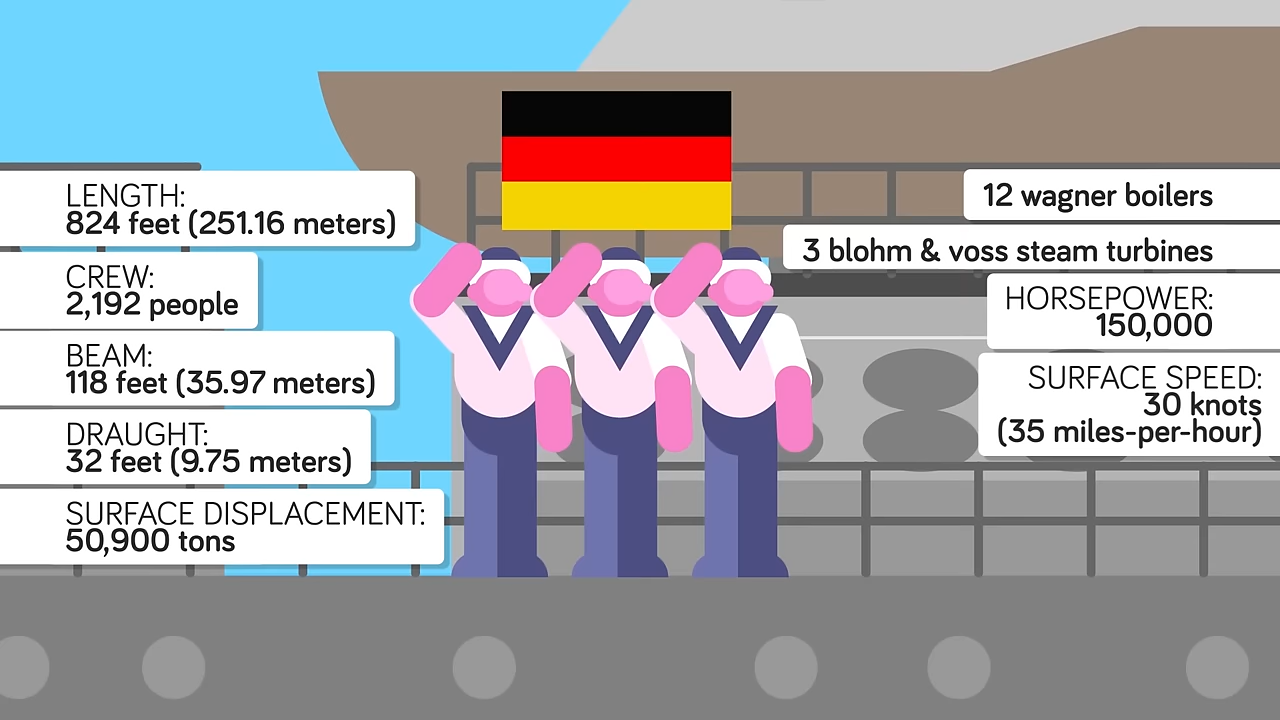 LENGTH:
824 feet (251.16 meters)
CREW:
2,192 people
BEAM:
118 feet (35.97 meters)
DRAUGHT:
32 feet (9.75 meters)
SURFACE DISPLACEMENT:
50,900 tons
12 wagner boilers
3 blohm & voss steam turbines
HORSEPOWER:
150,000
SURFACE SPEED:
30 knots
(35 miles-per-hour)